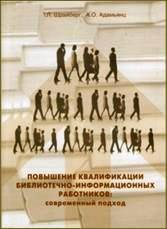 Я.Л. Шрайберг, А.О. Адамьянц
ПОВЫШЕНИЕ КВАЛИФИКАЦИИ
БИБЛИОТЕЧНО-ИНФОРМАЦИОННЫХ
РАБОТНИКОВ:
современный подход